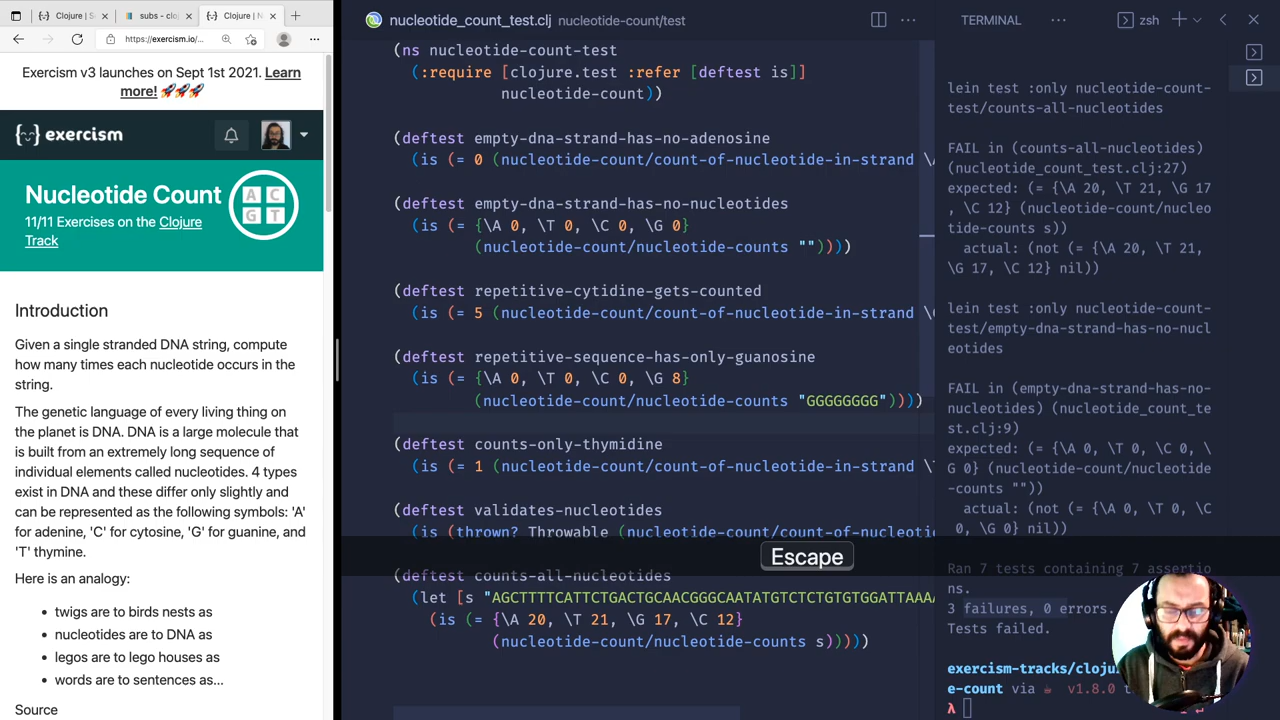 Clojure | S
subs - cloj
Clojure | N
https://exercism.io/...
Exercism v3 launches on Sept 1st 2021. Learn
more! 🚀🚀🚀
exercism
Nucleotide Count
11/11 Exercises on the Clojure
Track
A C
G T
Introduction
Given a single stranded DNA string, compute
how many times each nucleotide occurs in the
string.
The genetic language of every living thing on
the planet is DNA. DNA is a large molecule that
is built from an extremely long sequence of
individual elements called nucleotides. 4 types
exist in DNA and these differ only slightly and
can be represented as the following symbols: 'A'
for adenine, 'C' for cytosine, 'G' for guanine, and
'T' thymine.
Here is an analogy:
• twigs are to birds nests as
• nucleotides are to DNA as
• legos are to lego houses as
• words are to sentences as...
Source
nucleotide_count_test.clj nucleotide-count/test
(ns nucleotide-count-test
(:require [clojure.test :refer [deftest is]]
nucleotide-count))
(deftest empty-dna-strand-has-no-adenosine
(is (= 0 (nucleotide-count/count-of-nucleotide-in-strand \A
(deftest empty-dna-strand-has-no-nucleotides
(is (= {\A 0, \T 0, \C 0, \G 0}
(nucleotide-count/nucleotide-counts ""))))
(deftest repetitive-cytidine-gets-counted
(is (= 5 (nucleotide-count/count-of-nucleotide-in-strand \C
(deftest repetitive-sequence-has-only-guanosine
(is (= {\A 0, \T 0, \C 0, \G 8}
(nucleotide-count/nucleotide-counts "GGGGGGGG"))))
(deftest counts-only-thymidine
(is (= 1 (nucleotide-count/count-of-nucleotide-in-strand \T
(deftest validates-nucleotides
(is (thrown? Throwable (nucleotide-count/count-of-nucleoti
Escape
(deftest counts-all-nucleotides
(let [s "AGCTTTTCATTCTGACTGCAACGGGCAATATGTCTCTGTGTGGATTAAAA
(is (= {\A 20, \T 21, \G 17, \C 12}
(nucleotide-count/nucleotide-counts s)))))
TERMINAL
zsh
lein test :only nucleotide-count-
test/counts-all-nucleotides
FAIL in (counts-all-nucleotides)
(nucleotide_count_test.clj:27)
expected: (= {\A 20, \T 21, \G 17
, \C 12} (nucleotide-count/nucleo
tide-counts s))
actual: (not (= {\A 20, \T 21,
\G 17, \C 12} nil))
lein test :only nucleotide-count-
test/empty-dna-strand-has-no-nucl
eotides
FAIL in (empty-dna-strand-has-no-
nucleotides) (nucleotide_count_te
st.clj:9)
expected: (= {\A 0, \T 0, \C 0, \
G 0} (nucleotide-count/nucleotide
-counts ""))
actual: (not (= {\A 0, \T 0, \C
0, \G 0} nil))
Ran 7 tests containing 7 assertio
ns.
3 failures, 0 errors.
Tests failed.
exercism-tracks/cloju
e-count via ☕ v1.8.0 t
λ